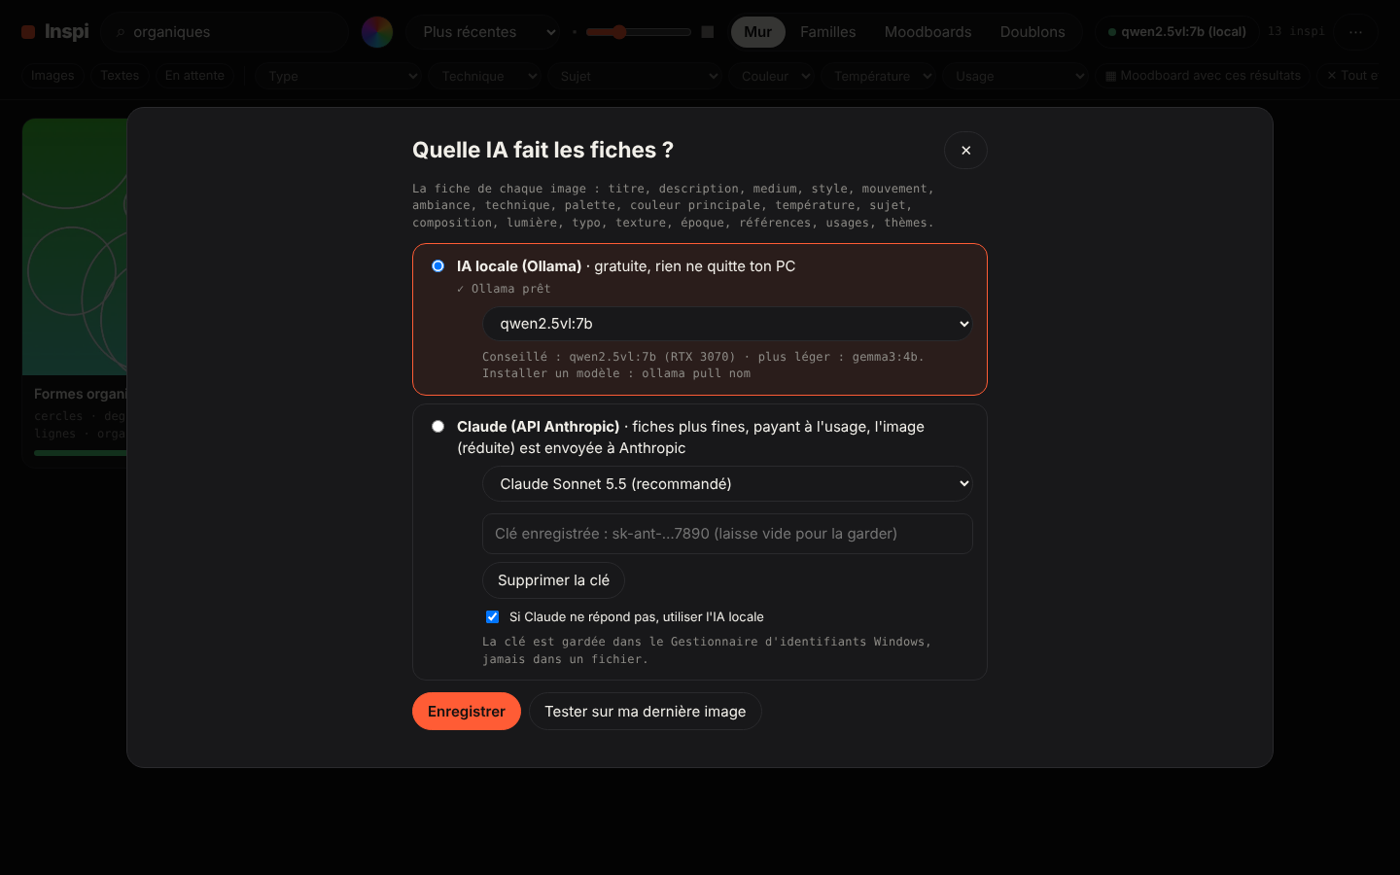 Inspi
organiques
Plus récentes
Mur
Familles
Moodboards
Doublons
qwen2.5vl:7b (local)
13 inspi
...
Images
Textes
En attente
Type
Technique
Sujet
Couleur
Température
Usage
Moodboard avec ces résultats
✕ Tout e
Quelle IA fait les fiches ?
✕
La fiche de chaque image : titre, description, medium, style, mouvement,
ambiance, technique, palette, couleur principale, température, sujet,
composition, lumière, typo, texture, époque, références, usages, thèmes.
IA locale (Ollama) · gratuite, rien ne quitte ton PC
✓ Ollama prêt
qwen2.5vl:7b
Conseillé : qwen2.5vl:7b (RTX 3070) · plus léger : gemma3:4b.
Installer un modèle : ollama pull nom
Formes organi
cercles · deg
lignes · orga
Claude (API Anthropic) · fiches plus fines, payant à l'usage, l'image
(réduite) est envoyée à Anthropic
Claude Sonnet 5.5 (recommandé)
Clé enregistrée : sk-ant-…7890 (laisse vide pour la garder)
Supprimer la clé
Si Claude ne répond pas, utiliser l'IA locale
La clé est gardée dans le Gestionnaire d'identifiants Windows,
jamais dans un fichier.
Enregistrer
Tester sur ma dernière image